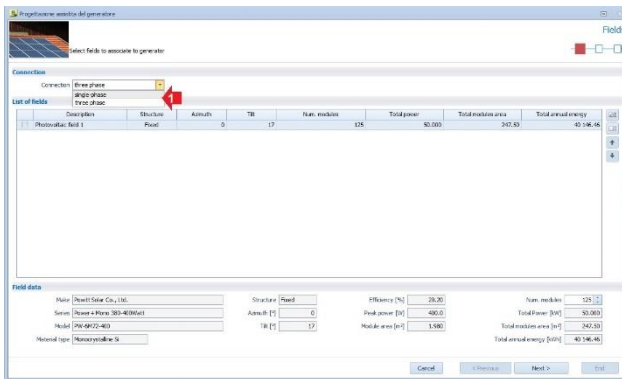 Progettazione assistita del generatore
Fields
Select fields to associate to generator
Connection
Connection three phase
single phase
three phase
1
List of fields
Description Structure Azimuth Tilt Num. modules Total power Total modules area Total annual energy
Photovoltaic field 1 Fixed 0 17 125 50.000 247.50 40 146.46
Field data
Make Powitt Solar Co., Ltd. Structure Fixed Efficiency [%] 20.20 Num. modules 125
Series Power+Mono 380-400Watt Azimuth [°] 0 Peak power [W] 400.0 Total Power [kW] 50.000
Model PW-6M72-400 Tilt [°] 17 Module area [m²] 1.980 Total modules area [m²] 247.50
Material type Monocrystalline Si Total annual energy [kWh] 40 146.46
Cancel < Previous Next > End